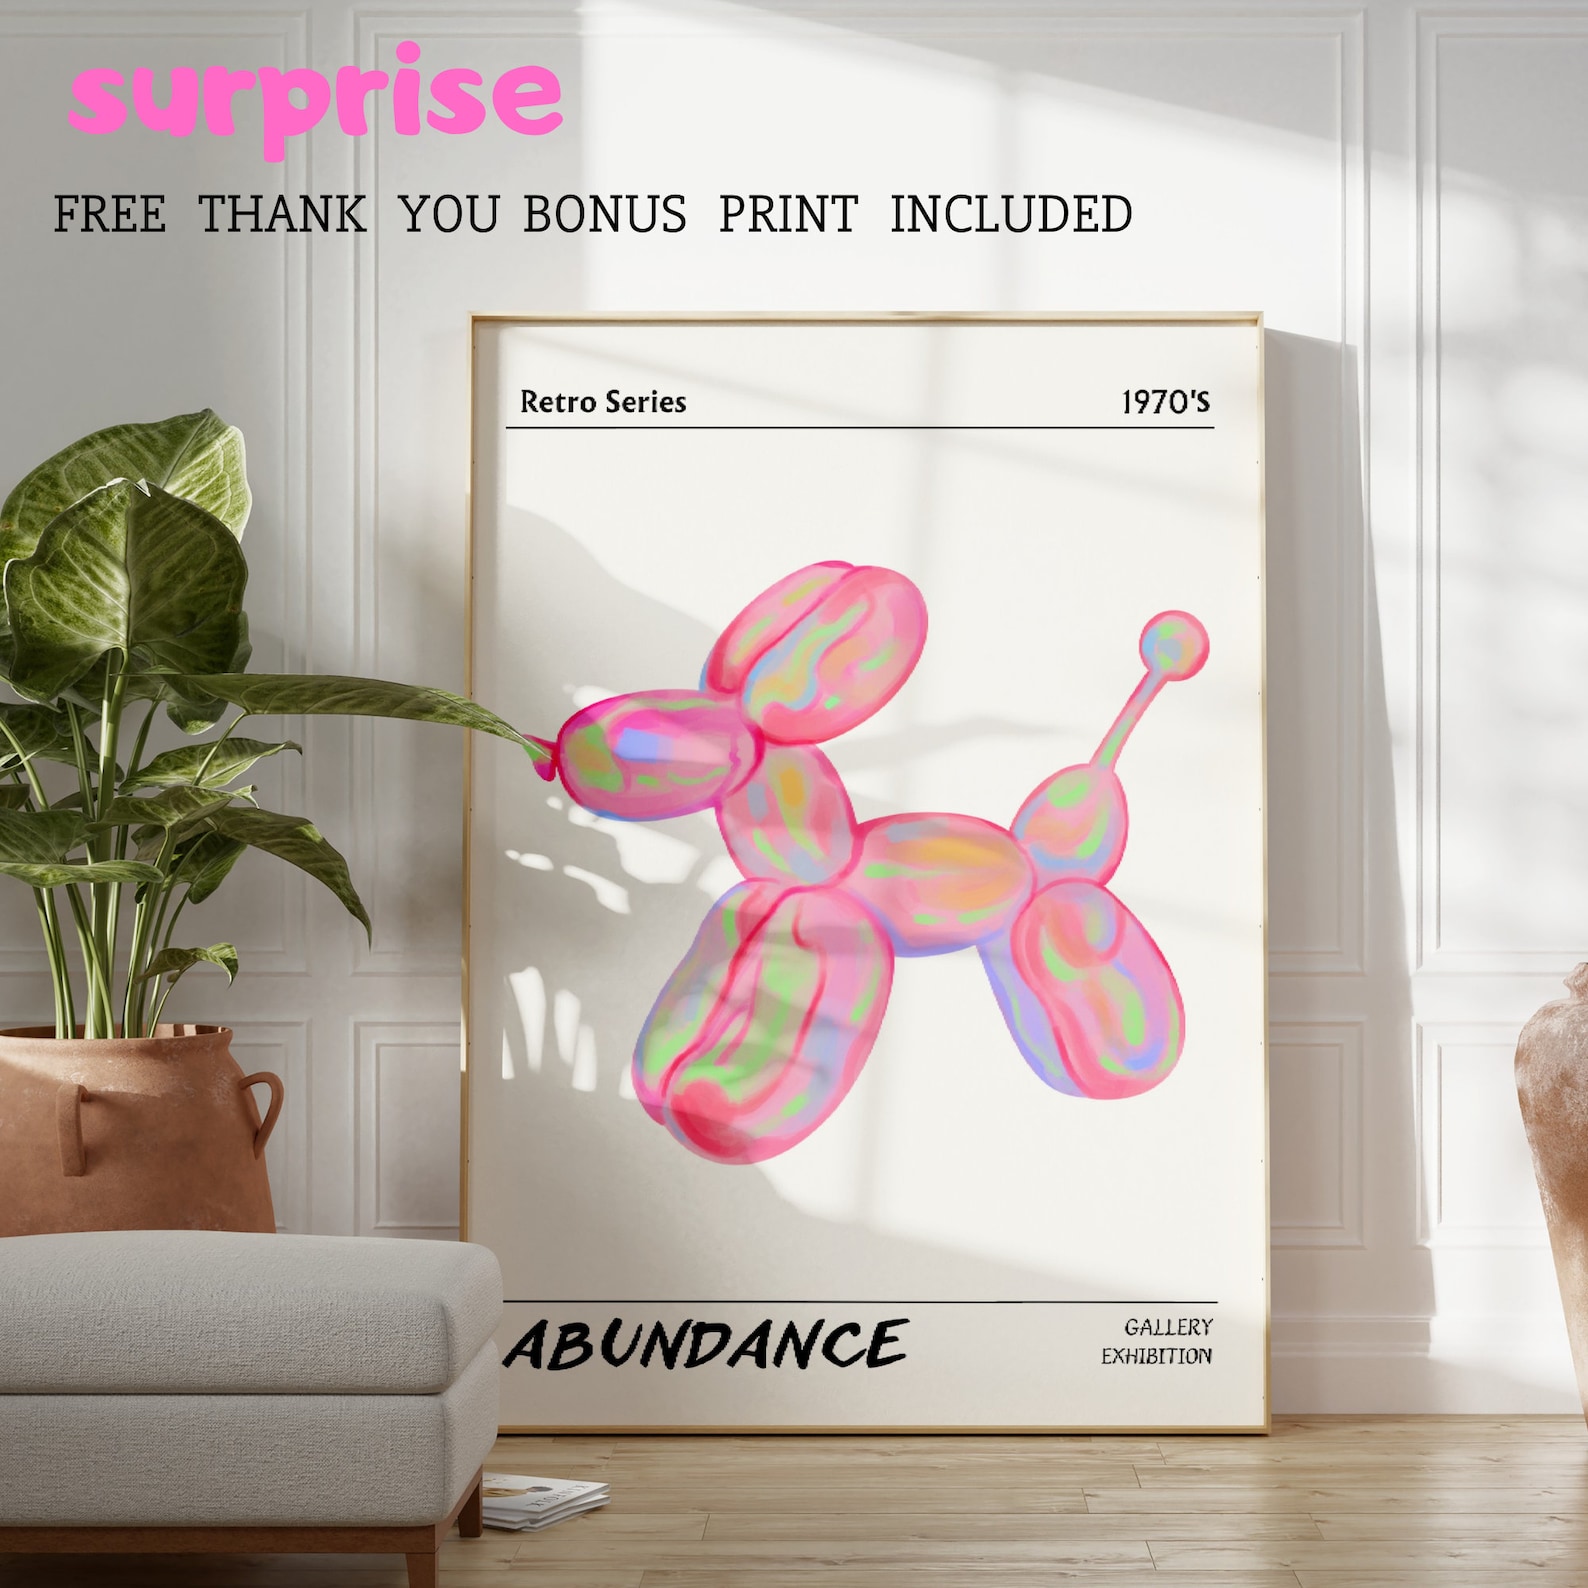 surprise
FREE THANK YOU BONUS PRINT INCLUDED
Retro Series
1970'S
ABUNDANCE
GALLERY
EXHIBITION